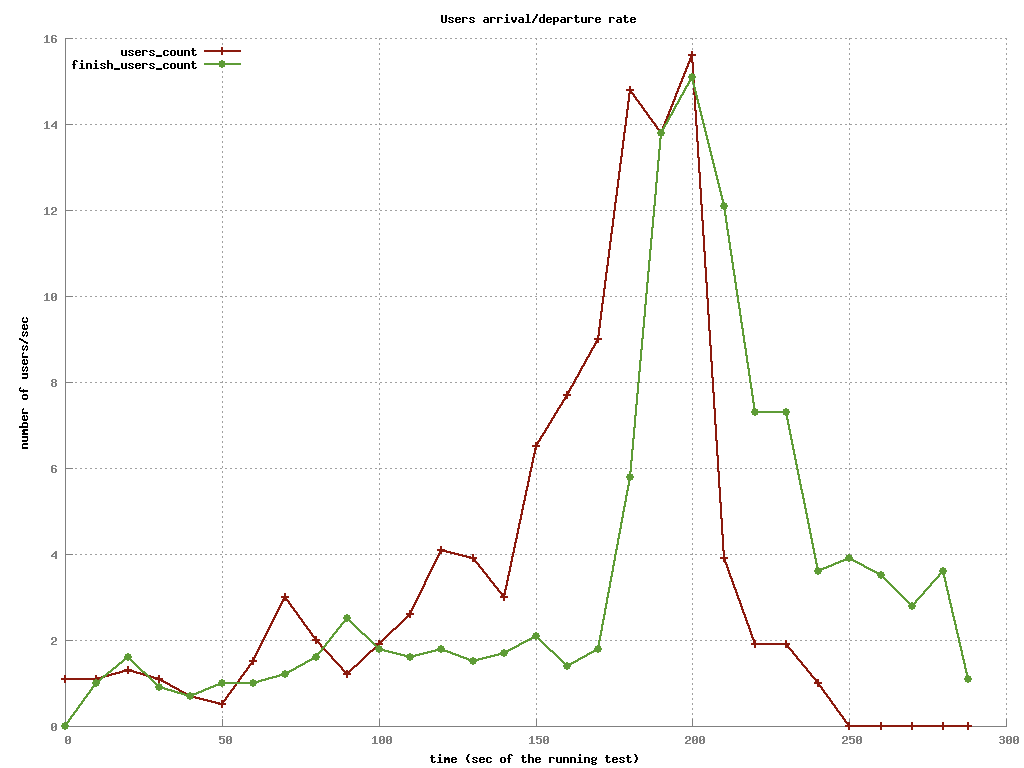 Users arrival/departure rate
users_count
finish_users_count
16
14
12
10
8
6
4
2
0
number of users/sec
0 50 100 150 200 250 300
time (sec of the running test)